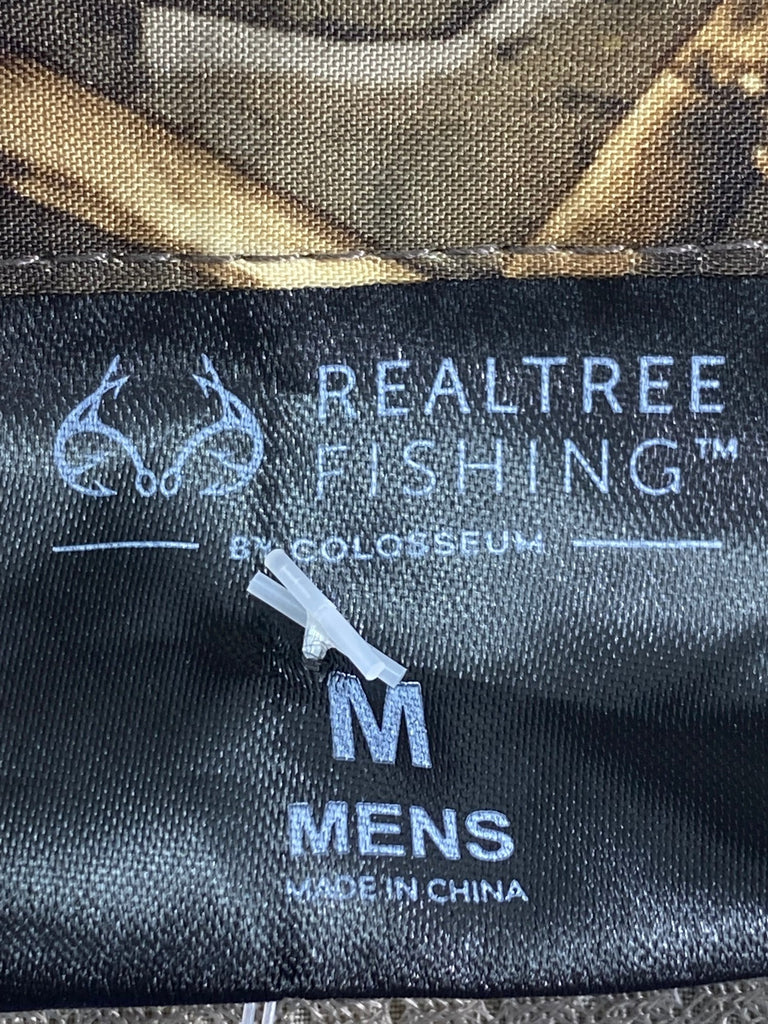 REALTREE
FISHING™
BY COLOSSEUM
M
MENS
MADE IN CHINA